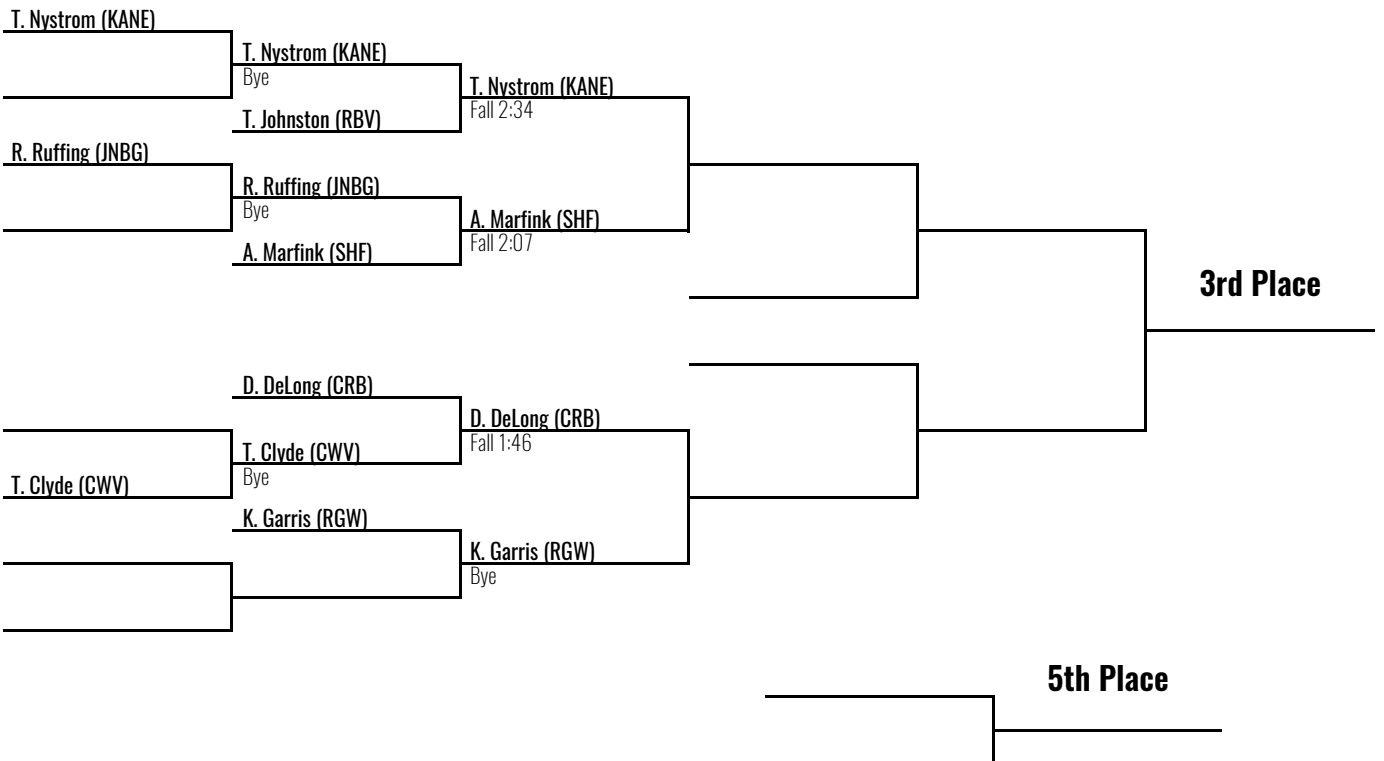 T. Nystrom (KANE)
T. Nystrom (KANE)
Bye
T. Nystrom (KANE)
Fall 2:34
T. Johnston (RBV)
R. Ruffing (JNBG)
R. Ruffing (JNBG)
Bye
A. Marfink (SHF)
Fall 2:07
A. Marfink (SHF)
3rd Place
D. DeLong (CRB)
D. DeLong (CRB)
Fall 1:46
T. Clyde (CWV)
Bye
T. Clyde (CWV)
K. Garris (RGW)
K. Garris (RGW)
Bye
5th Place